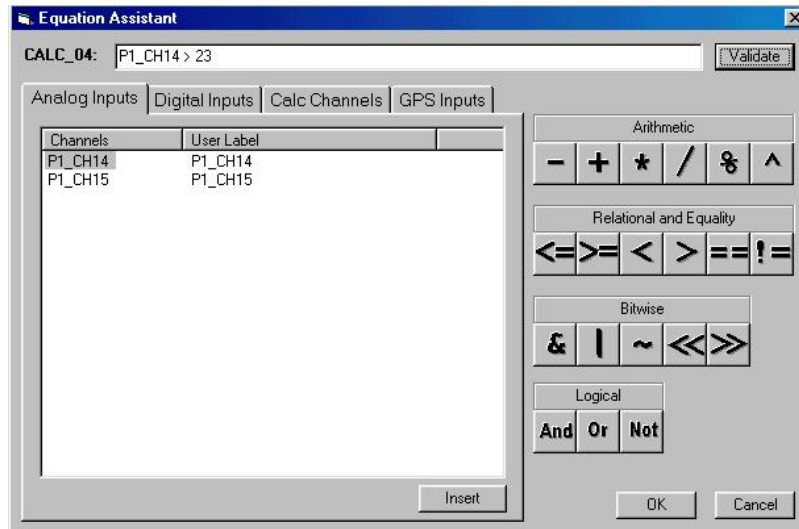 Equation Assistant
CALC_04: P1_CH14 > 23 Validate
Analog Inputs Digital Inputs Calc Channels GPS Inputs
Channels User Label
P1_CH14 P1_CH14
P1_CH15 P1_CH15
Insert
Arithmetic
- + * / % ^
Relational and Equality
<= >= < > == !=
Bitwise
& | ~ << >>
Logical
And Or Not
OK Cancel